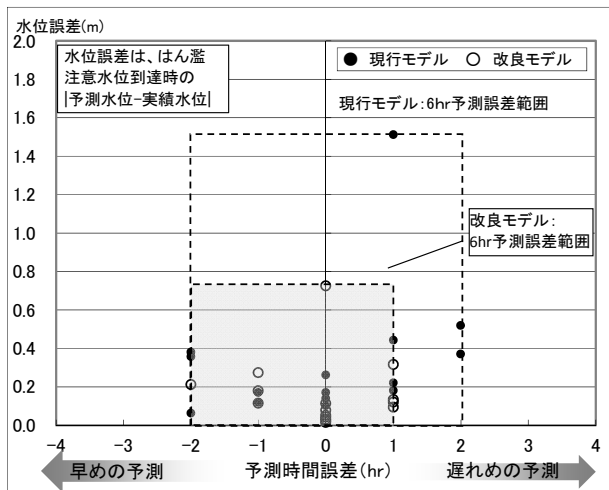 水位誤差(m)
2.0
1.8
1.6
1.4
1.2
1.0
0.8
0.6
0.4
0.2
0.0
水位誤差は、はん濫
注意水位到達時の
|予測水位−実績水位|
● 現行モデル ○ 改良モデル
現行モデル:6hr予測誤差範囲
改良モデル:
6hr予測誤差範囲
−4 −3 −2 −1 0 1 2 3 4
早めの予測 予測時間誤差(hr) 遅れめの予測